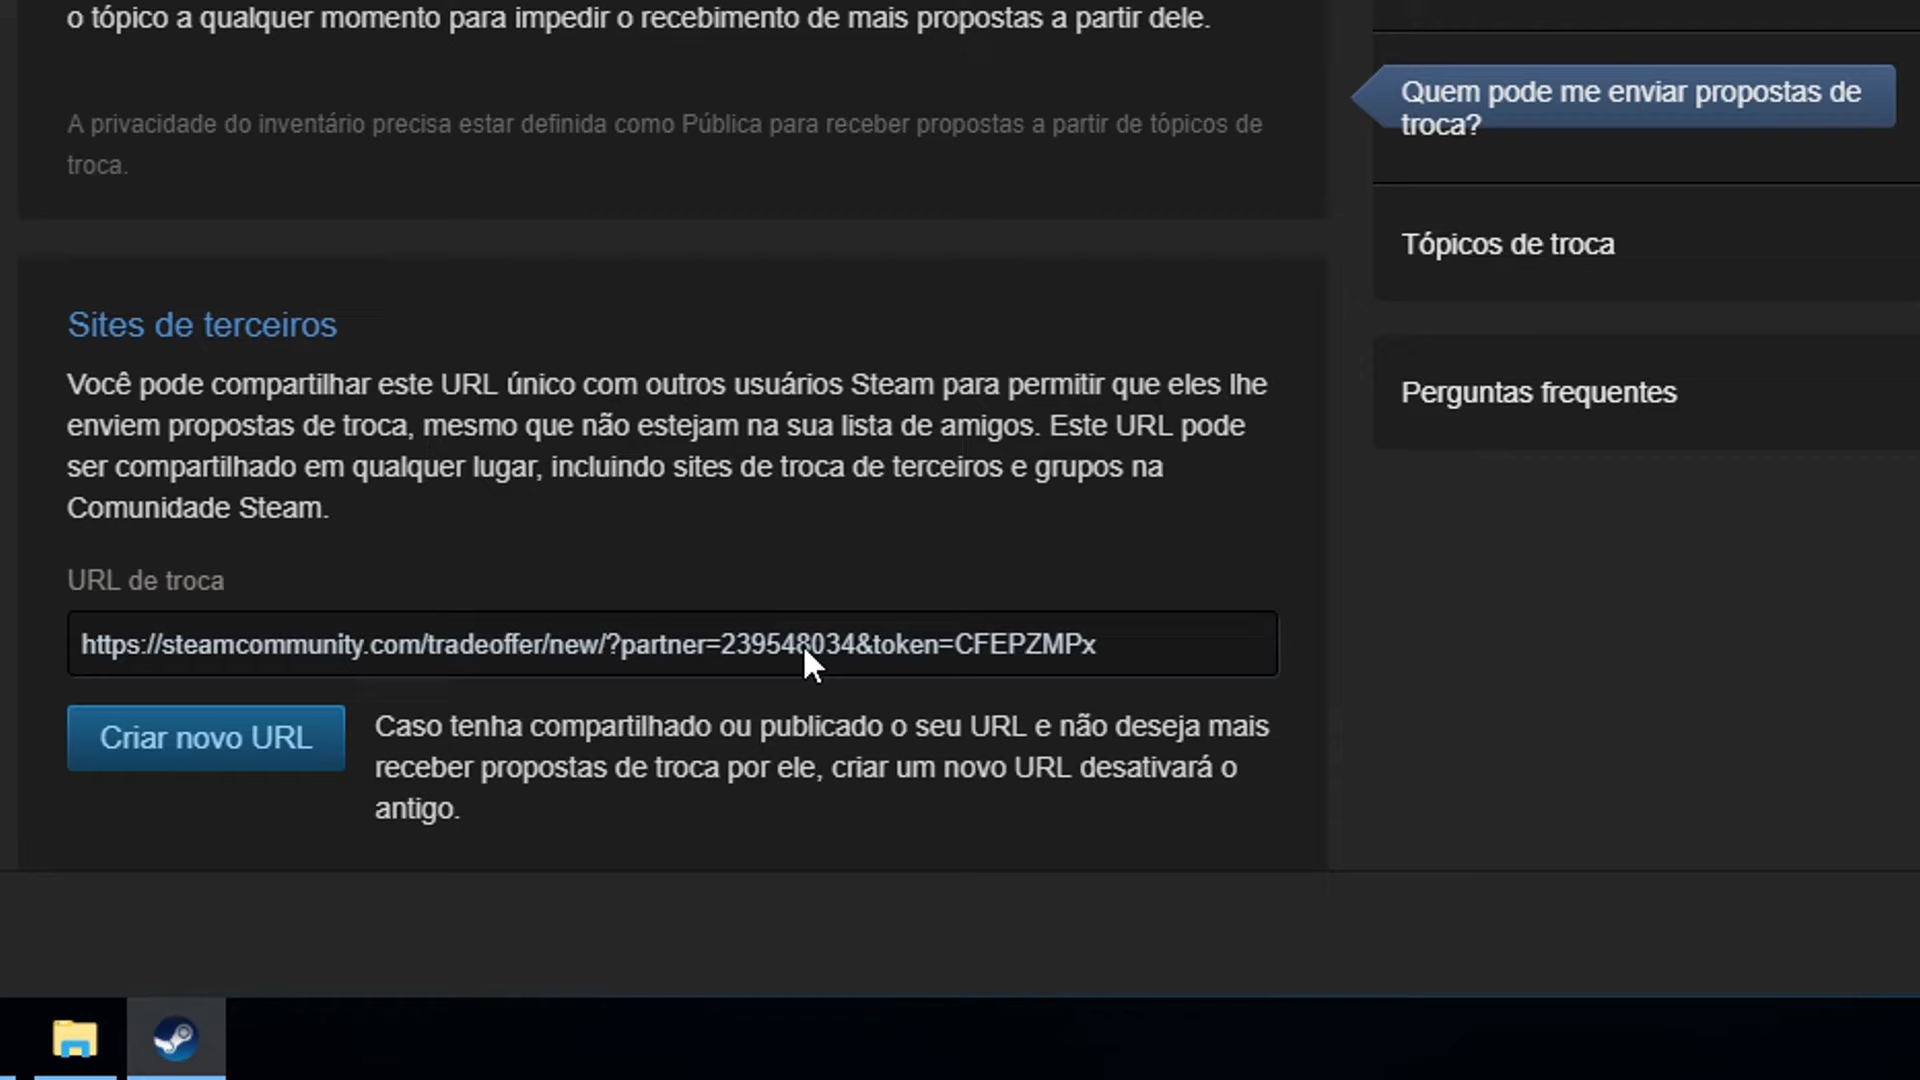 o tópico a qualquer momento para impedir o recebimento de mais propostas a partir dele.
A privacidade do inventário precisa estar definida como Pública para receber propostas a partir de tópicos de
troca.
Sites de terceiros
Você pode compartilhar este URL único com outros usuários Steam para permitir que eles lhe
enviem propostas de troca, mesmo que não estejam na sua lista de amigos. Este URL pode
ser compartilhado em qualquer lugar, incluindo sites de troca de terceiros e grupos na
Comunidade Steam.
URL de troca
https://steamcommunity.com/tradeoffer/new/?partner=239548034&token=CFEPZMPx
Criar novo URL
Caso tenha compartilhado ou publicado o seu URL e não deseja mais
receber propostas de troca por ele, criar um novo URL desativará o
antigo.
Quem pode me enviar propostas de
troca?
Tópicos de troca
Perguntas frequentes